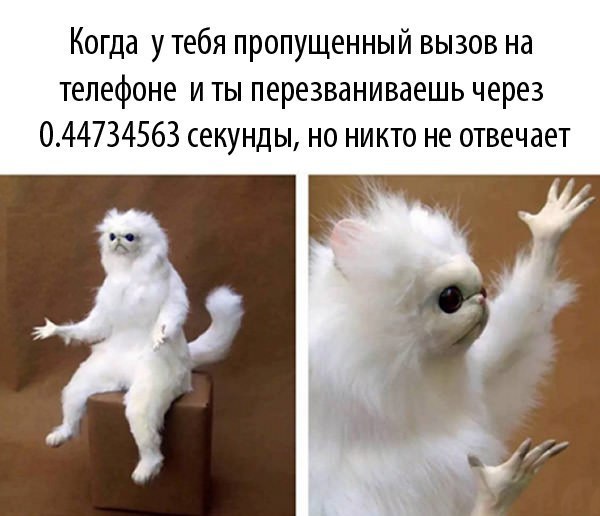 Когда у тебя пропущенный вызов на
телефоне и ты перезваниваешь через
0.44734563 секунды, но никто не отвечает